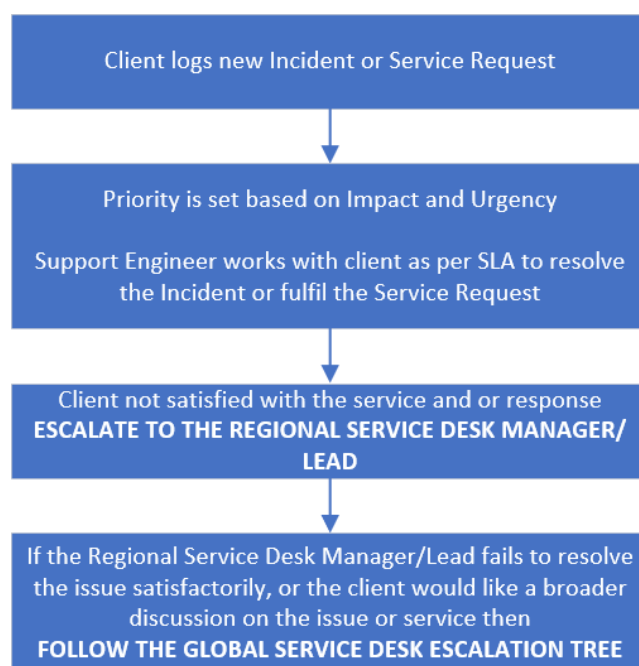 Client logs new Incident or Service Request
Priority is set based on Impact and Urgency
Support Engineer works with client as per SLA to resolve
the Incident or fulfil the Service Request
Client not satisfied with the service and or response
ESCALATE TO THE REGIONAL SERVICE DESK MANAGER/
LEAD
If the Regional Service Desk Manager/Lead fails to resolve
the issue satisfactorily, or the client would like a broader
discussion on the issue or service then
FOLLOW THE GLOBAL SERVICE DESK ESCALATION TREE